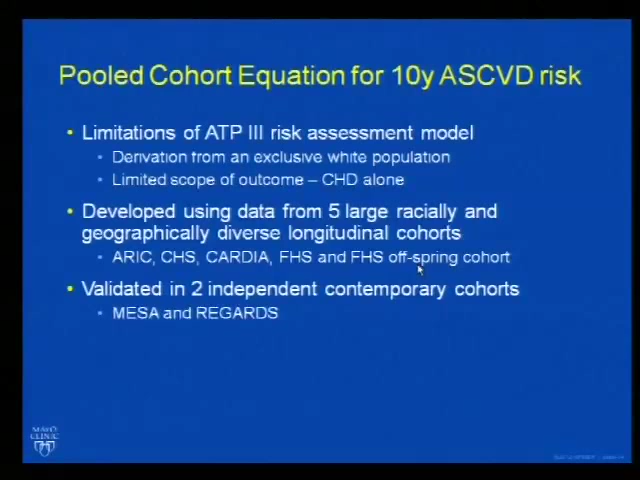 Pooled Cohort Equation for 10y ASCVD risk
• Limitations of ATP III risk assessment model
• Derivation from an exclusive white population
• Limited scope of outcome – CHD alone
• Developed using data from 5 large racially and
geographically diverse longitudinal cohorts
• ARIC, CHS, CARDIA, FHS and FHS off-spring cohort
• Validated in 2 independent contemporary cohorts
• MESA and REGARDS
MAYO
CLINIC